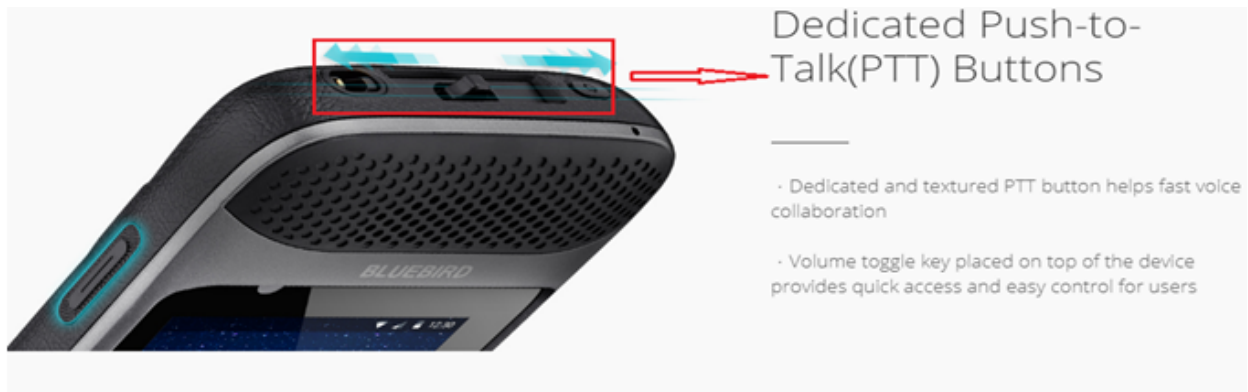 Dedicated Push-to-
Talk(PTT) Buttons
· Dedicated and textured PTT button helps fast voice
collaboration
· Volume toggle key placed on top of the device
provides quick access and easy control for users
BLUEBIRD
12:30